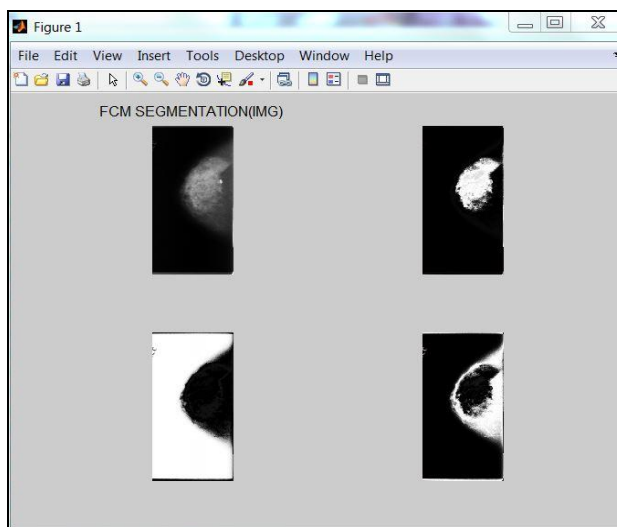 Figure 1
File Edit View Insert Tools Desktop Window Help
FCM SEGMENTATION(IMG)